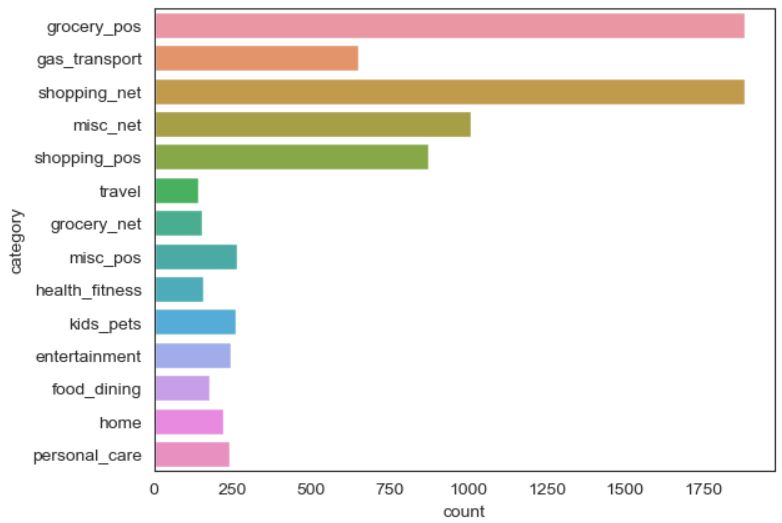 grocery_pos
gas_transport
shopping_net
misc_net
shopping_pos
travel
grocery_net
misc_pos
health_fitness
kids_pets
entertainment
food_dining
home
personal_care
category
0 250 500 750 1000 1250 1500 1750
count